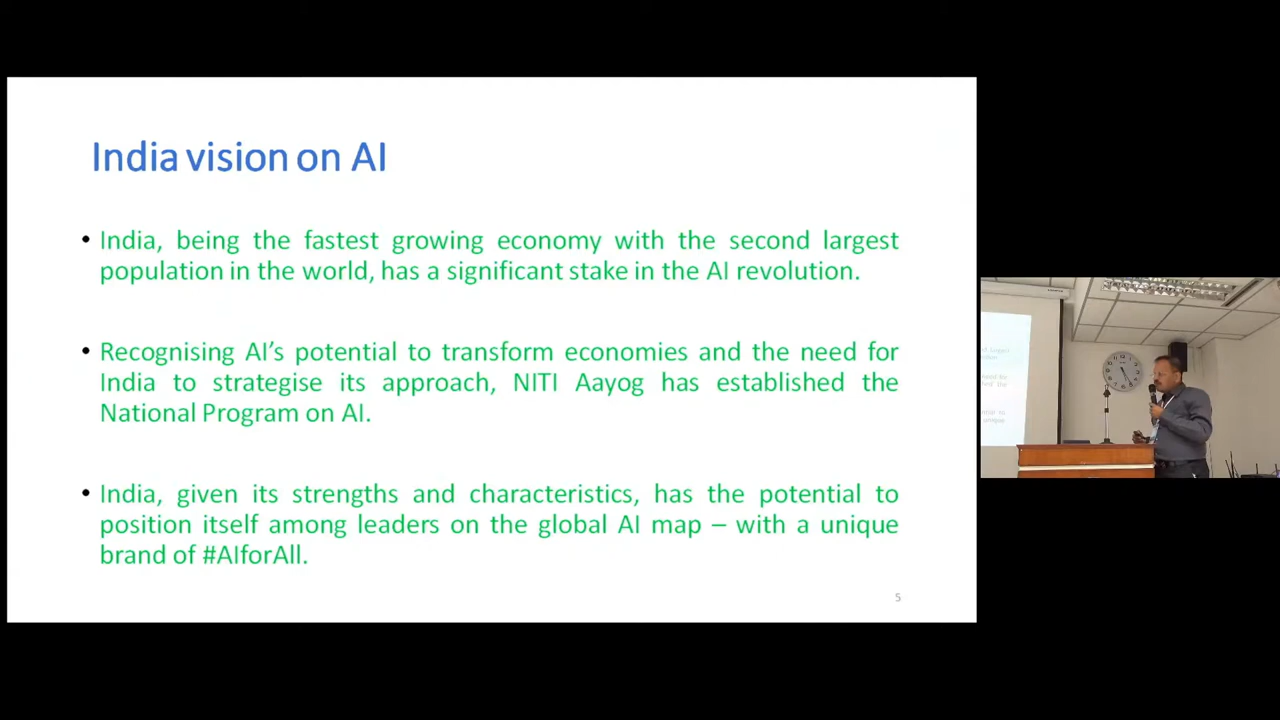 India vision on AI
• India, being the fastest growing economy with the second largest
population in the world, has a significant stake in the AI revolution.
• Recognising AI’s potential to transform economies and the need for
India to strategise its approach, NITI Aayog has established the
National Program on AI.
• India, given its strengths and characteristics, has the potential to
position itself among leaders on the global AI map – with a unique
brand of #AIforAll.
5